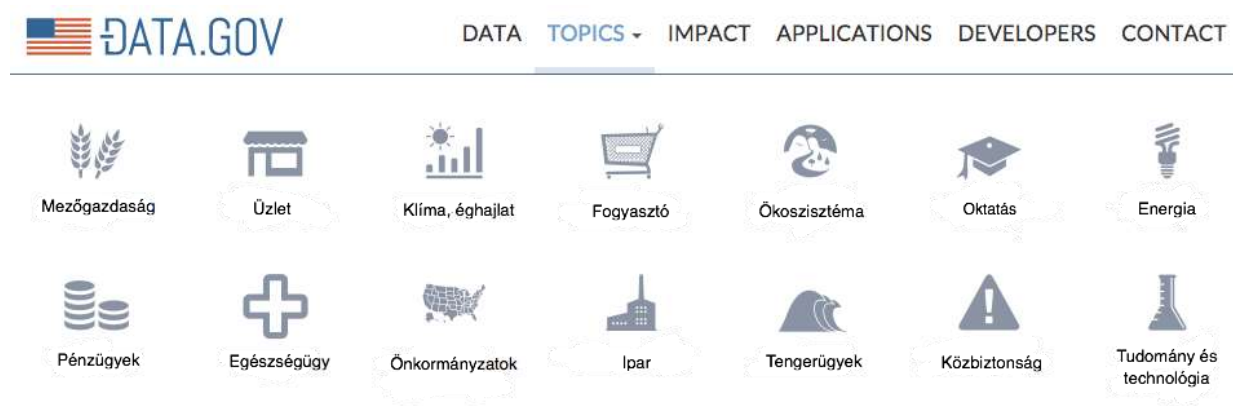 DATA.GOV DATA TOPICS IMPACT APPLICATIONS DEVELOPERS CONTACT
Mezőgazdaság Üzlet Klíma, éghajlat Fogyasztó Ökoszisztéma Oktatás Energia
Pénzügyek Egészségügy Önkormányzatok Ipar Tengerügyek Közbiztonság Tudomány és
technológia